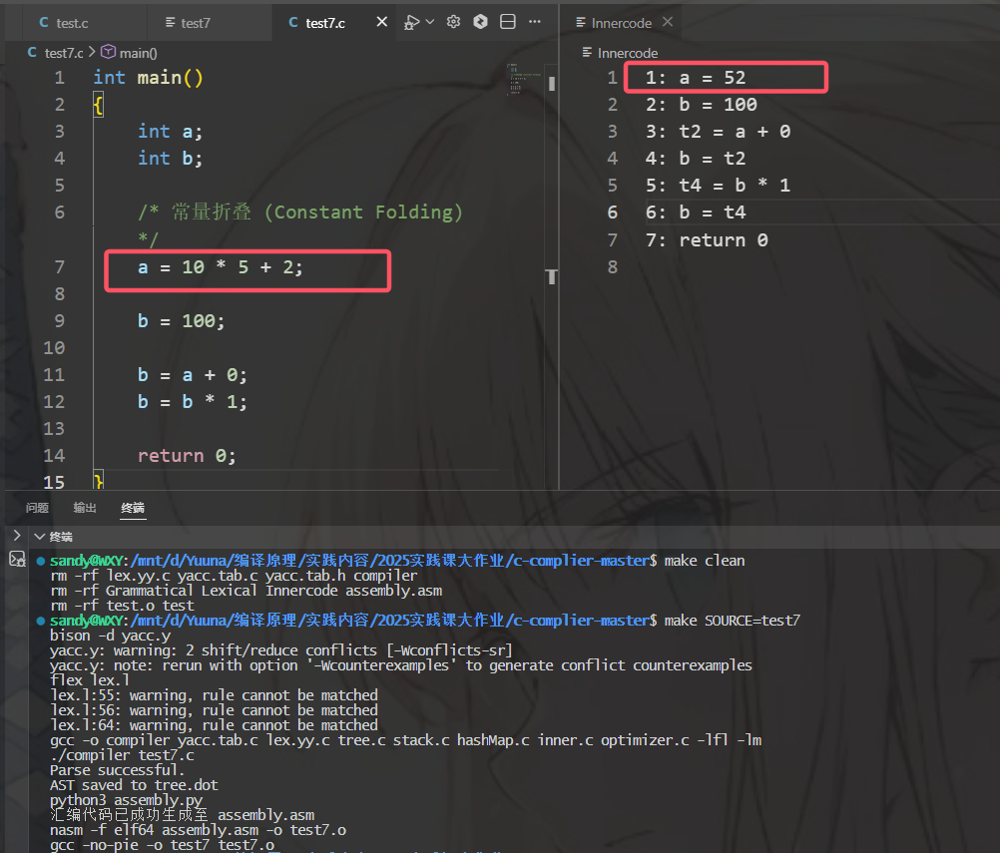 C test.c
test7
C test7.c
Innercode
C test7.c > main()
Innercode
1 int main()
2 {
3 int a;
4 int b;
5
6 /* 常量折叠 (Constant Folding)
*/
7 a = 10 * 5 + 2;
8
9 b = 100;
10
11 b = a + 0;
12 b = b * 1;
13
14 return 0;
15 }
1 1: a = 52
2 2: b = 100
3 3: t2 = a + 0
4 4: b = t2
5 5: t4 = b * 1
6 6: b = t4
7 7: return 0
8
问题 输出 终端
终端
sandy@WXY:/mnt/d/Yuuna/编译原理/实践内容/2025实践课大作业/c-complier-master$ make clean
rm -rf lex.yy.c yacc.tab.c yacc.tab.h compiler
rm -rf Grammatical Lexical Innercode assembly.asm
rm -rf test.o test
sandy@WXY:/mnt/d/Yuuna/编译原理/实践内容/2025实践课大作业/c-complier-master$ make SOURCE=test7
bison -d yacc.y
yacc.y: warning: 2 shift/reduce conflicts [-Wconflicts-sr]
yacc.y: note: rerun with option '-Wcounterexamples' to generate conflict counterexamples
flex lex.l
lex.l:55: warning, rule cannot be matched
lex.l:56: warning, rule cannot be matched
lex.l:64: warning, rule cannot be matched
gcc -o compiler yacc.tab.c lex.yy.c tree.c stack.c hashMap.c inner.c optimizer.c -lfl -lm
./compiler test7.c
Parse successful.
AST saved to tree.dot
python3 assembly.py
汇编代码已成功生成至 assembly.asm
nasm -f elf64 assembly.asm -o test7.o
gcc -no-pie -o test7 test7.o